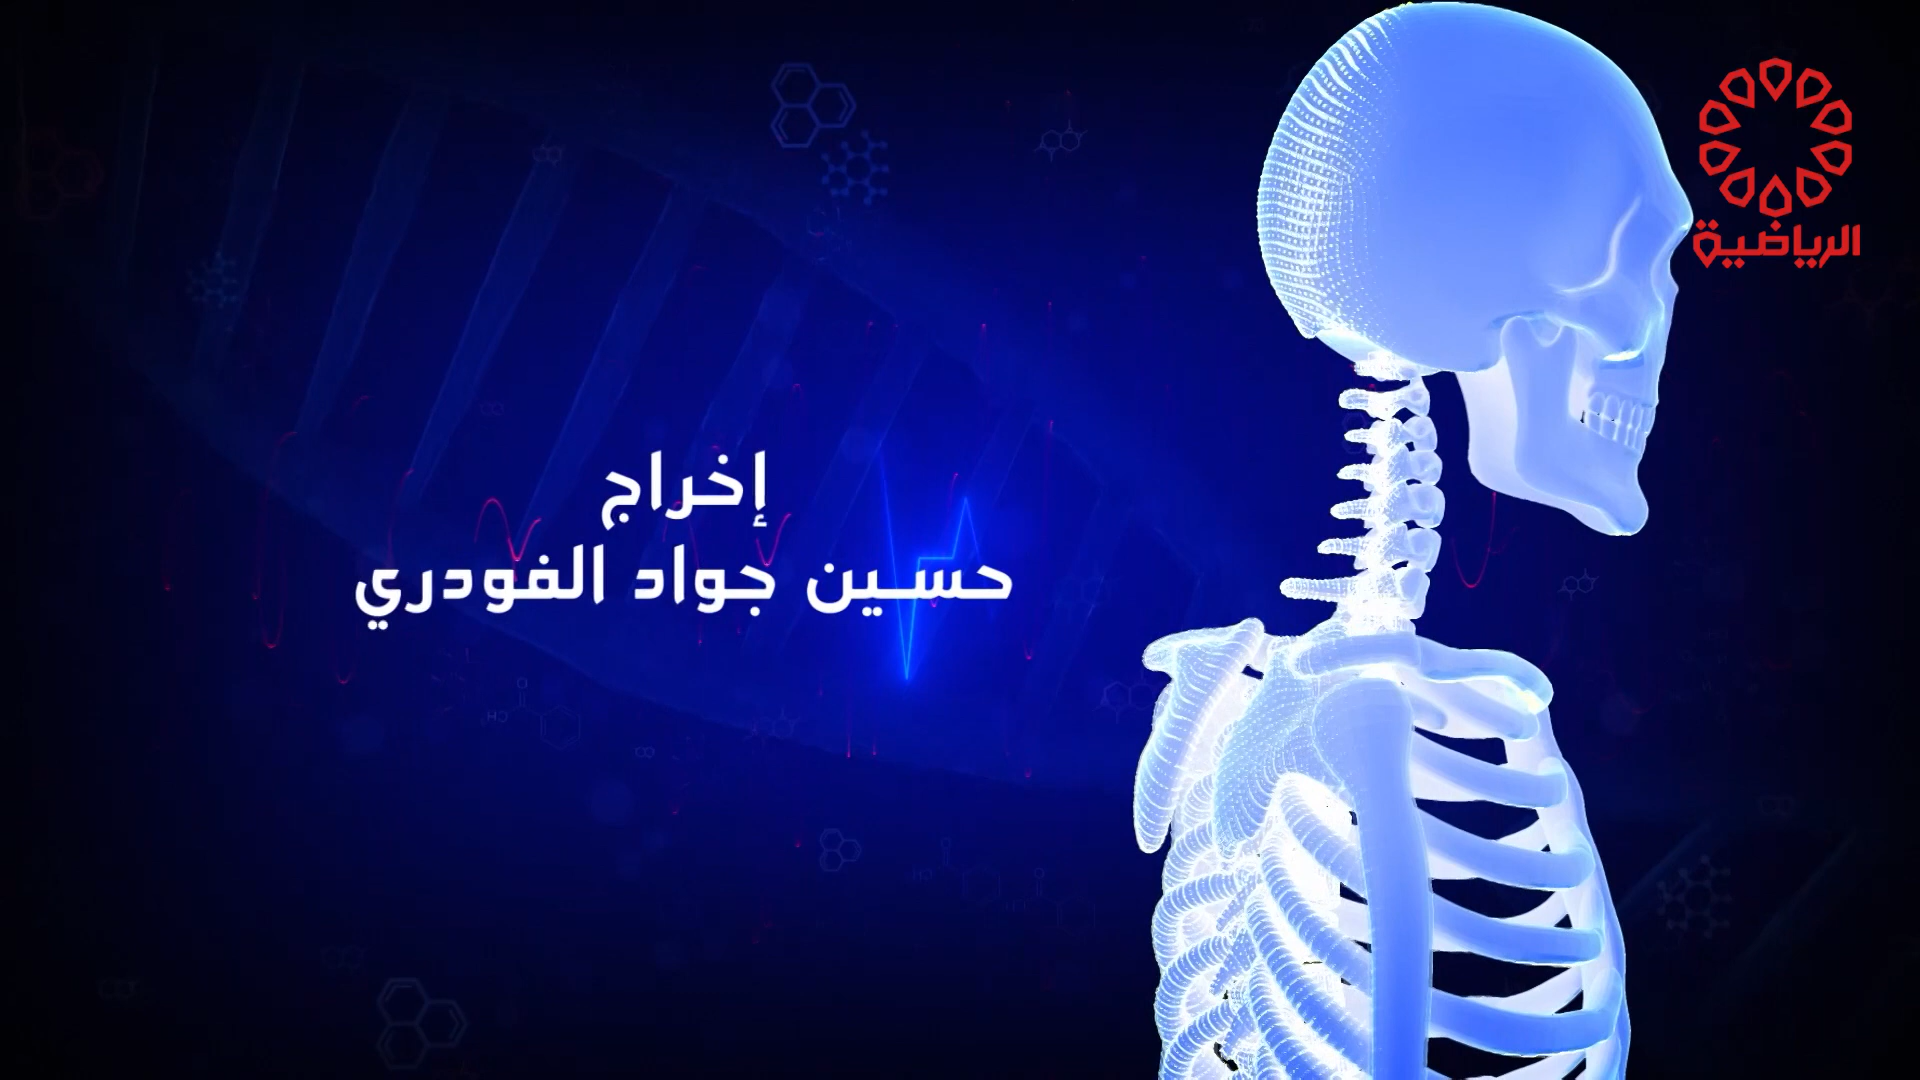 الرياضية
إخراج
حسين جواد الفودري